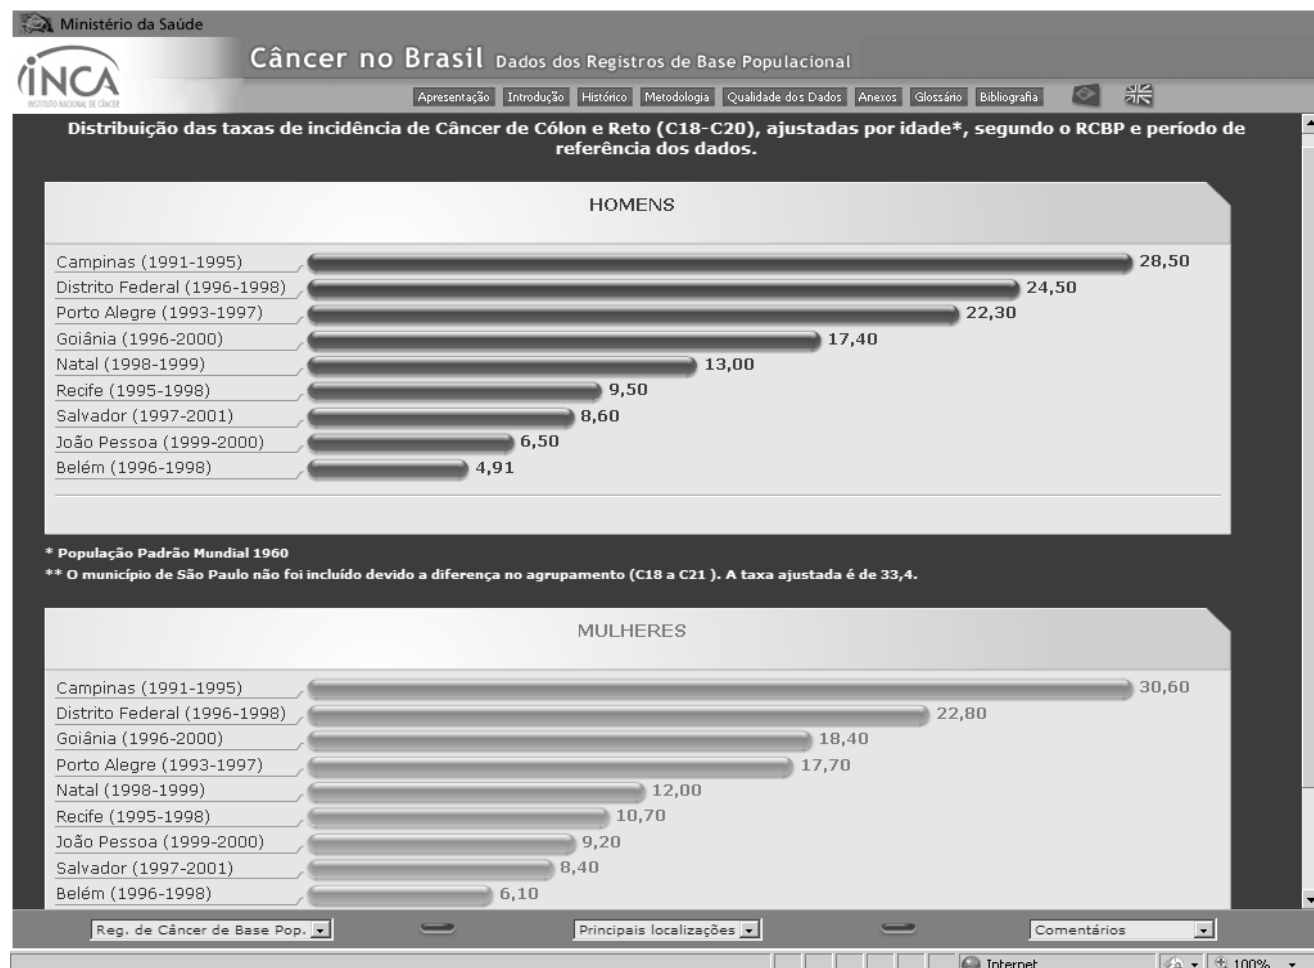 Ministério da Saúde
INCA
INSTITUTO NACIONAL DE CÂNCER
Câncer no Brasil Dados dos Registros de Base Populacional
Apresentação Introdução Histórico Metodologia Qualidade dos Dados Anexos Glossário Bibliografia
Distribuição das taxas de incidência de Câncer de Cólon e Reto (C18-C20), ajustadas por idade*, segundo o RCBP e período de
referência dos dados.
HOMENS
Campinas (1991-1995) 28,50
Distrito Federal (1996-1998) 24,50
Porto Alegre (1993-1997) 22,30
Goiânia (1996-2000) 17,40
Natal (1998-1999) 13,00
Recife (1995-1998) 9,50
Salvador (1997-2001) 8,60
João Pessoa (1999-2000) 6,50
Belém (1996-1998) 4,91
* População Padrão Mundial 1960
** O município de São Paulo não foi incluído devido a diferença no agrupamento (C18 a C21 ). A taxa ajustada é de 33,4.
MULHERES
Campinas (1991-1995) 30,60
Distrito Federal (1996-1998) 22,80
Goiânia (1996-2000) 18,40
Porto Alegre (1993-1997) 17,70
Natal (1998-1999) 12,00
Recife (1995-1998) 10,70
João Pessoa (1999-2000) 9,20
Salvador (1997-2001) 8,40
Belém (1996-1998) 6,10
Reg. de Câncer de Base Pop. Principais localizações Comentários
Internet 100%